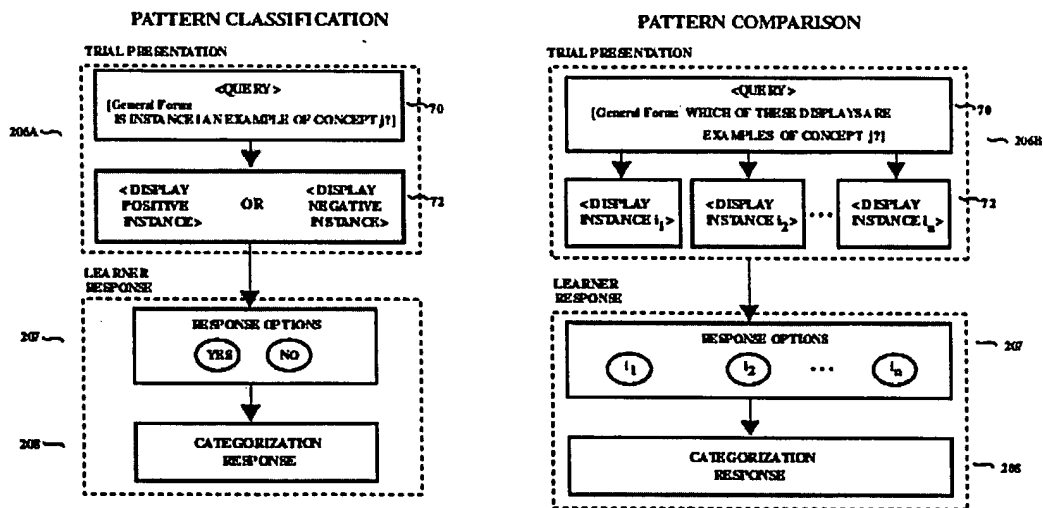 PATTERN CLASSIFICATION
TRIAL PRESENTATION
<QUERY>
[General Form:
IS INSTANCE i AN EXAMPLE OF CONCEPT j?]
70
206A
<DISPLAY
POSITIVE
INSTANCE>
OR
<DISPLAY
NEGATIVE
INSTANCE>
72
LEARNER
RESPONSE
RESPONSE OPTIONS
YES
NO
207
CATEGORIZATION
RESPONSE
208
PATTERN COMPARISON
TRIAL PRESENTATION
<QUERY>
[General Form: WHICH OF THESE DISPLAYS ARE
EXAMPLES OF CONCEPT j?]
70
206B
<DISPLAY
INSTANCE i1>
<DISPLAY
INSTANCE i2>
...
<DISPLAY
INSTANCE in>
72
LEARNER
RESPONSE
RESPONSE OPTIONS
i1
i2
...
in
207
CATEGORIZATION
RESPONSE
208